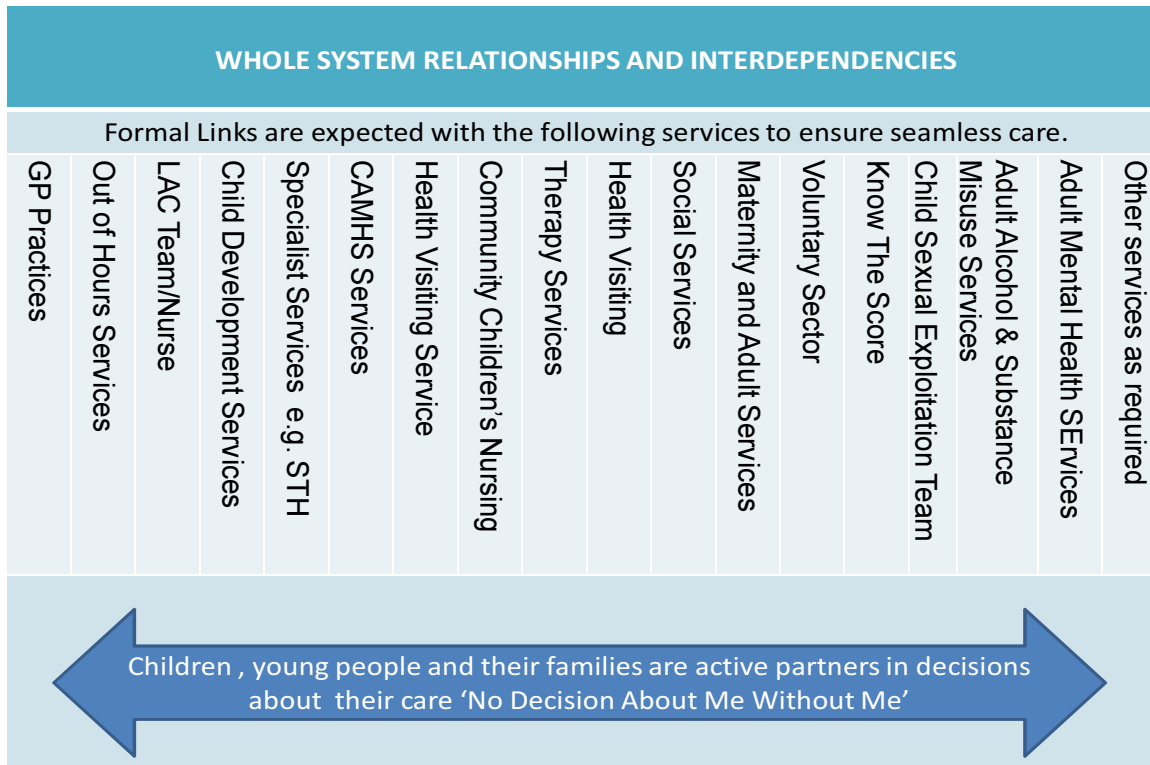 WHOLE SYSTEM RELATIONSHIPS AND INTERDEPENDENCIES
Formal Links are expected with the following services to ensure seamless care.
GP Practices
Out of Hours Services
LAC Team/Nurse
Child Development Services
Specialist Services e.g. STH
CAMHS Services
Health Visiting
Service
Community Children’s Nursing
Therapy Services
Health Visiting
Social Services
Maternity and Adult Services
Voluntary Sector
Know The Score
Child Sexual Exploitation Team
Adult Alcohol & Substance
Misuse Services
Adult Mental Health SErvices
Other services as required
Children , young people and their families are active partners in decisions
about their care ‘No Decision About Me Without Me’